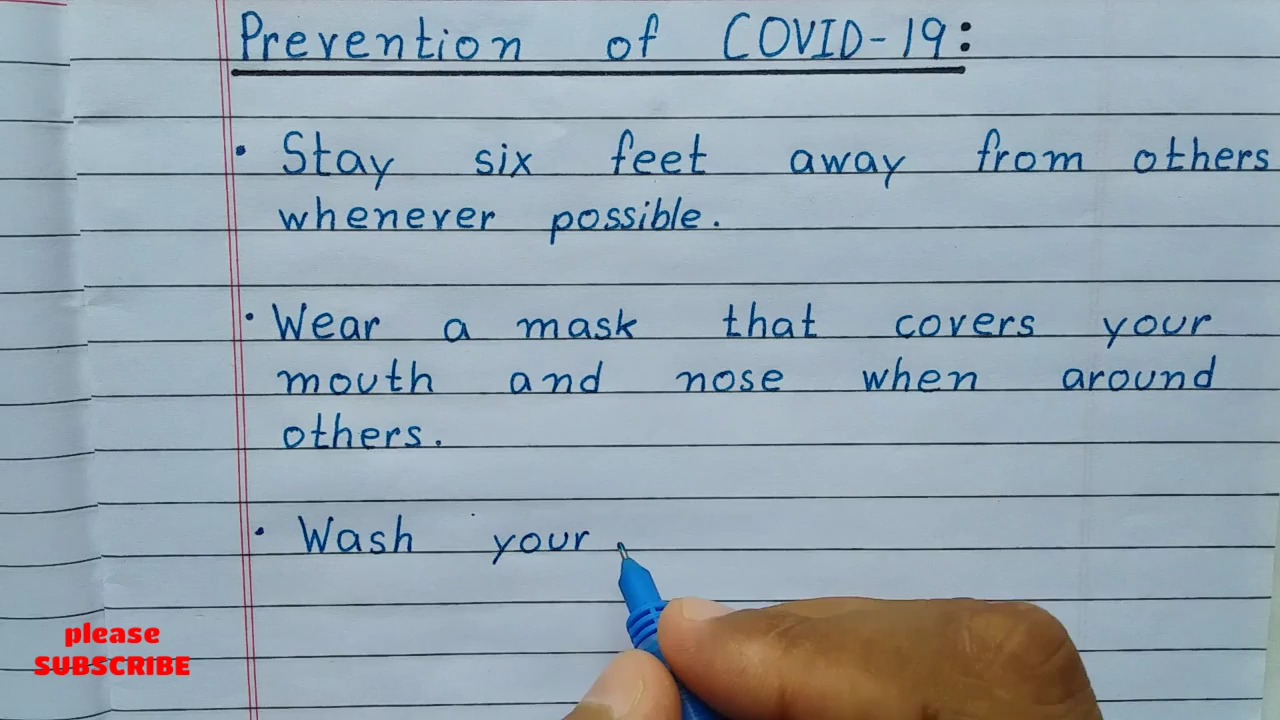 Prevention of COVID-19:
• Stay six feet away from others
whenever possible.
• Wear a mask that covers your
mouth and nose when around
others.
• Wash your
please
SUBSCRIBE